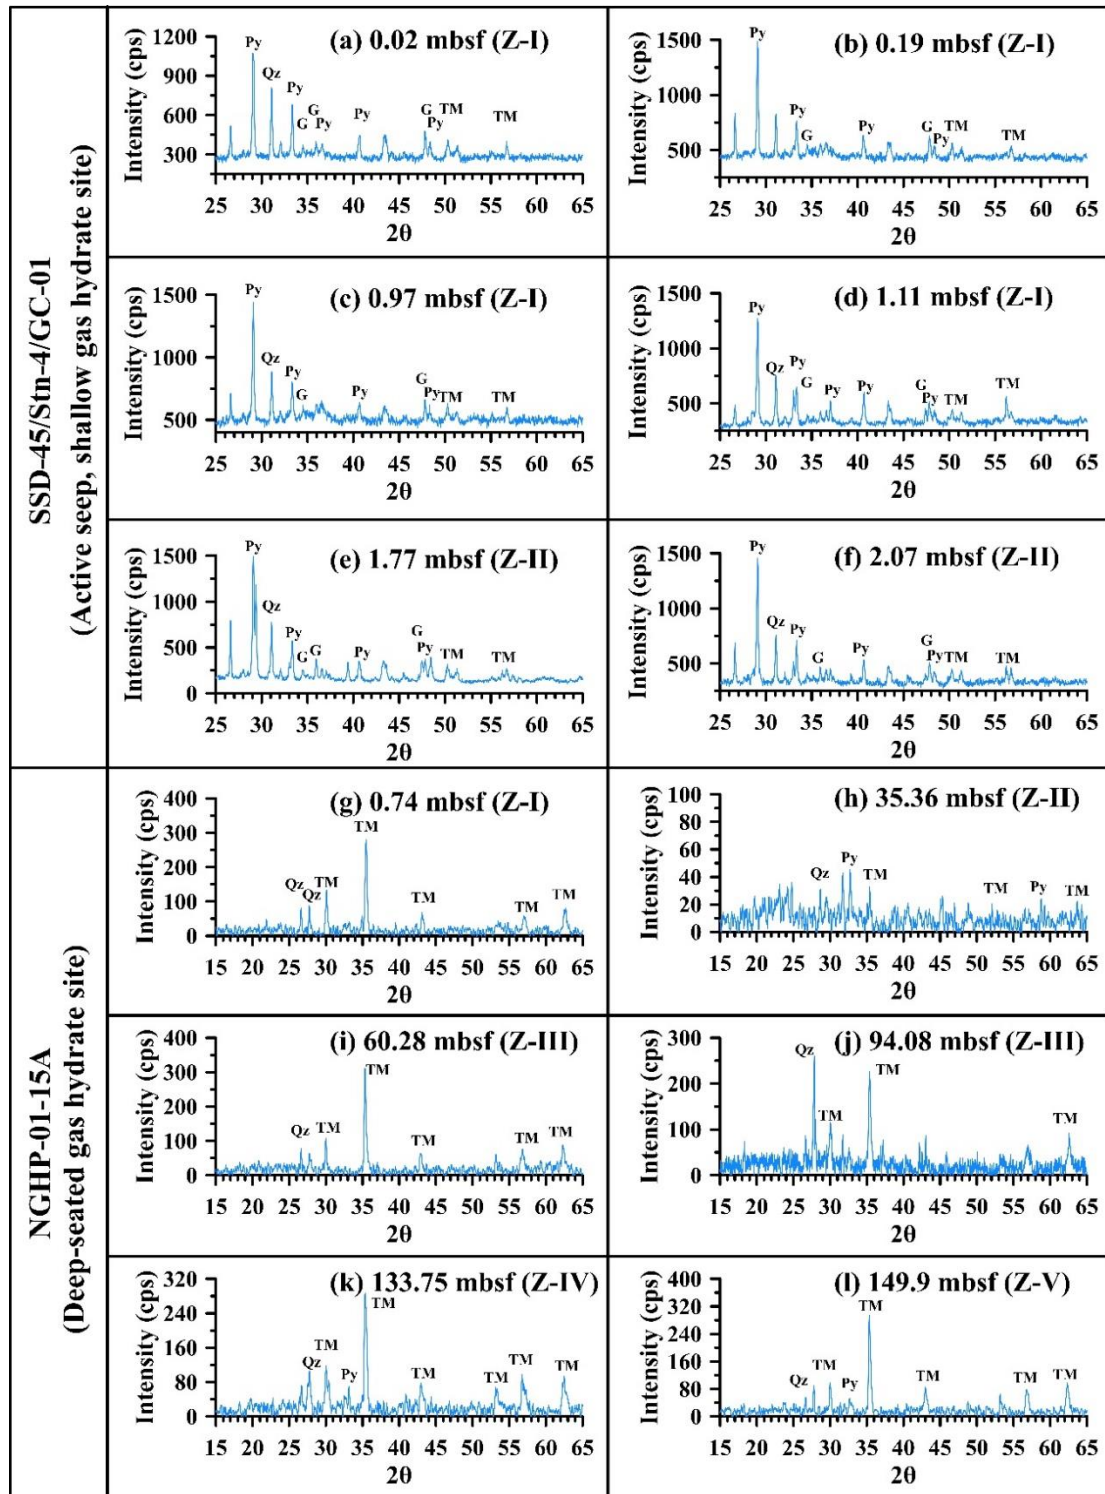 SSD-45/Stn-4/GC-01
(Active seep, shallow gas hydrate site)
(a) 0.02 mbsf (Z-I)
Intensity (cps)
1200
900
600
300
Py
Qz
Py
G
G
Py
Py
G
Py
TM
TM
25 30 35 40 45 50 55 60 65
2θ
(b) 0.19 mbsf (Z-I)
Intensity (cps)
1500
1000
500
Py
Py
G
Py
G
Py
TM
TM
25 30 35 40 45 50 55 60 65
2θ
(c) 0.97 mbsf (Z-I)
Intensity (cps)
1500
1000
500
Py
Qz
Py
G
Py
G
Py
TM
TM
25 30 35 40 45 50 55 60 65
2θ
(d) 1.11 mbsf (Z-I)
Intensity (cps)
1500
1000
500
Py
Qz
Py
G
Py
Py
G
Py
TM
TM
25 30 35 40 45 50 55 60 65
2θ
(e) 1.77 mbsf (Z-II)
Intensity (cps)
1500
1000
500
0
Py
Qz
Py
G
G
Py
G
Py
TM
TM
25 30 35 40 45 50 55 60 65
2θ
(f) 2.07 mbsf (Z-II)
Intensity (cps)
1500
1000
500
Py
Qz
Py
G
Py
G
Py
TM
TM
25 30 35 40 45 50 55 60 65
2θ
NGHP-01-15A
(Deep-seated gas hydrate site)
(g) 0.74 mbsf (Z-I)
Intensity (cps)
400
300
200
100
0
Qz
Qz
TM
TM
TM
TM
TM
15 20 25 30 35 40 45 50 55 60 65
2θ
(h) 35.36 mbsf (Z-II)
Intensity (cps)
100
80
60
40
20
0
Qz
Py
TM
TM
Py
TM
15 20 25 30 35 40 45 50 55 60 65
2θ
(i) 60.28 mbsf (Z-III)
Intensity (cps)
400
300
200
100
0
Qz
TM
TM
TM
TM
TM
15 20 25 30 35 40 45 50 55 60 65
2θ
(j) 94.08 mbsf (Z-III)
Intensity (cps)
300
200
100
0
Qz
TM
TM
TM
15 20 25 30 35 40 45 50 55 60 65
2θ
(k) 133.75 mbsf (Z-IV)
Intensity (cps)
320
240
160
80
0
Qz
TM
Py
TM
TM
TM
TM
TM
15 20 25 30 35 40 45 50 55 60 65
2θ
(l) 149.9 mbsf (Z-V)
Intensity (cps)
400
320
240
160
80
0
Qz
TM
Py
TM
TM
TM
TM
15 20 25 30 35 40 45 50 55 60 65
2θ